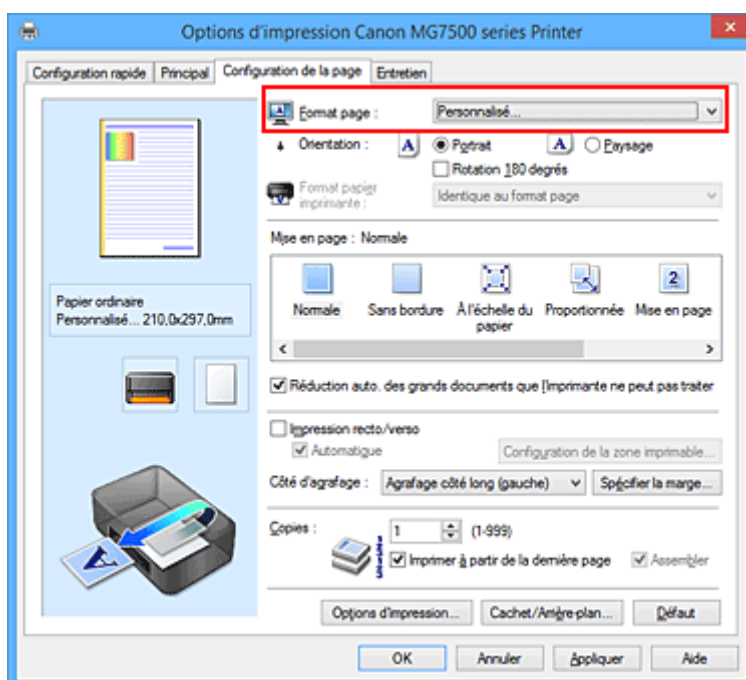 Options d'impression Canon MG7500 series Printer
Configuration rapide Principal Configuration de la page Entretien
Format page : Personnalisé...
Orientation : A Portrait A Paysage
Rotation 180 degrés
Format papier imprimante : Identique au format page
Mise en page : Normale
Normale Sans bordure À l'échelle du papier Proportionnée Mise en page
2
Papier ordinaire
Personnalisé... 210,0x297,0mm
Réduction auto. des grands documents que l'imprimante ne peut pas traiter
Impression recto/verso
Automatique Configuration de la zone imprimable...
Côté d'agrafage : Agrafage côté long (gauche) Spécifier la marge...
Copies : 1 (1-999)
Imprimer à partir de la dernière page Assembler
Options d'impression... Cachet/Arrière-plan... Défaut
OK Annuler Appliquer Aide